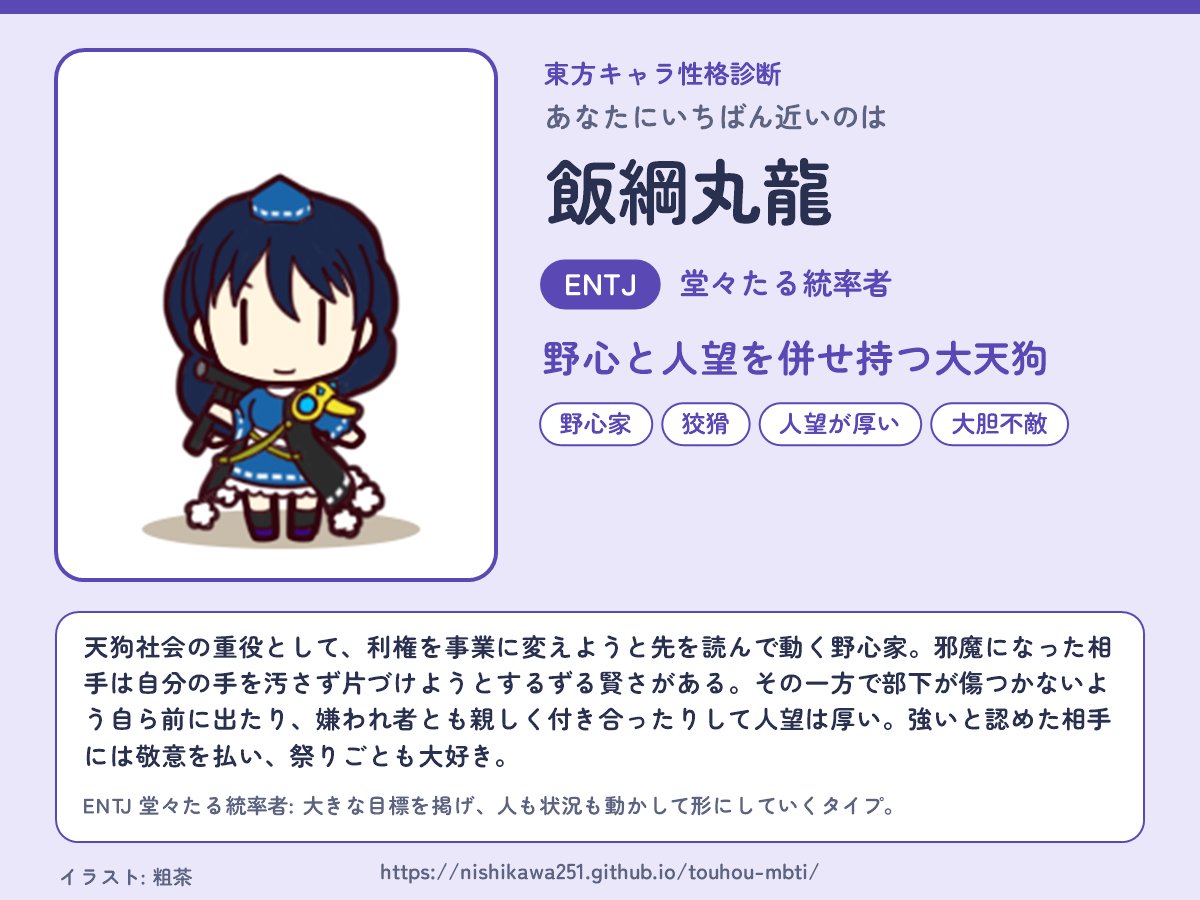 東方キャラ性格診断
あなたにいちばん近いのは
飯綱丸龍
ENTJ 堂々たる統率者
野心と人望を併せ持つ大天狗
野心家 狡猾 人望が厚い 大胆不敵
天狗社会の重役として、利権を事業に変えようと先を読んで動く野心家。邪魔になった相
手は自分の手を汚さず片づけようとするずる賢さがある。その一方で部下が傷つかないよ
う自ら前に出たり、嫌われ者とも親しく付き合ったりして人望は厚い。強いと認めた相手
には敬意を払い、祭りごとも大好き。
ENTJ 堂々たる統率者: 大きな目標を掲げ、人も状況も動かして形にしていくタイプ。
イラスト: 粗茶
https://nishikawa251.github.io/touhou-mbti/